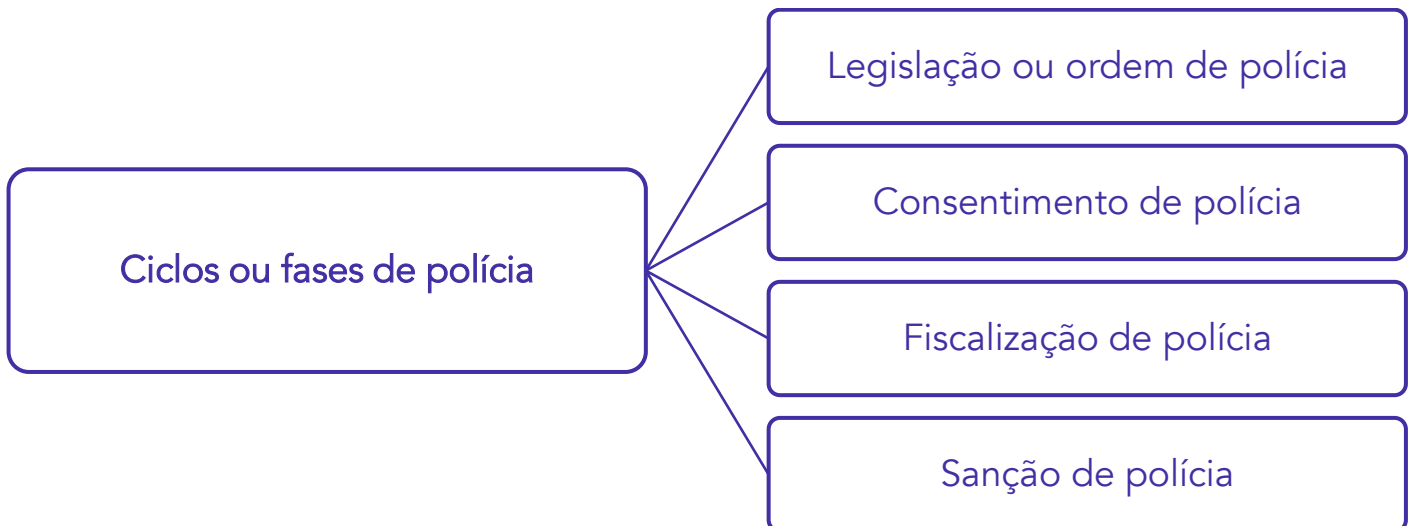 Legislação ou ordem de polícia
Consentimento de polícia
Ciclos ou fases de polícia
Fiscalização de polícia
Sanção de polícia